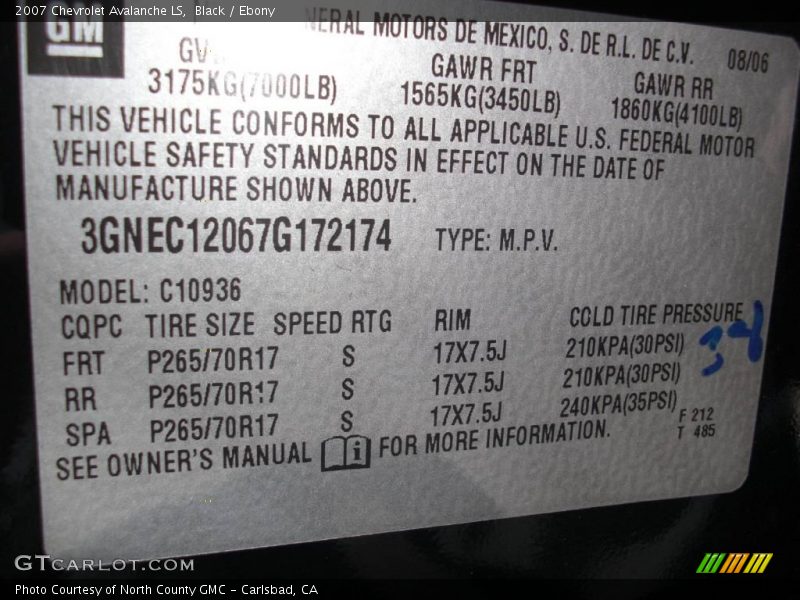 2007 Chevrolet Avalanche LS, Black / Ebony
GM
NERAL MOTORS DE MEXICO, S. DE R.L. DE C.V. 08/06
GV GAWR FRT GAWR RR
3175KG(7000LB) 1565KG(3450LB) 1860KG(4100LB)
THIS VEHICLE CONFORMS TO ALL APPLICABLE U.S. FEDERAL MOTOR
VEHICLE SAFETY STANDARDS IN EFFECT ON THE DATE OF
MANUFACTURE SHOWN ABOVE.
3GNEC12067G172174 TYPE: M.P.V.
MODEL: C10936
CQPC TIRE SIZE SPEED RTG RIM COLD TIRE PRESSURE
FRT P265/70R17 S 17X7.5J 210KPA(30PSI)
RR P265/70R17 S 17X7.5J 210KPA(30PSI)
SPA P265/70R17 S 17X7.5J 240KPA(35PSI)
F 212
T 485
SEE OWNER'S MANUAL i FOR MORE INFORMATION.
GTCARLOT.COM
Photo Courtesy of North County GMC - Carlsbad, CA